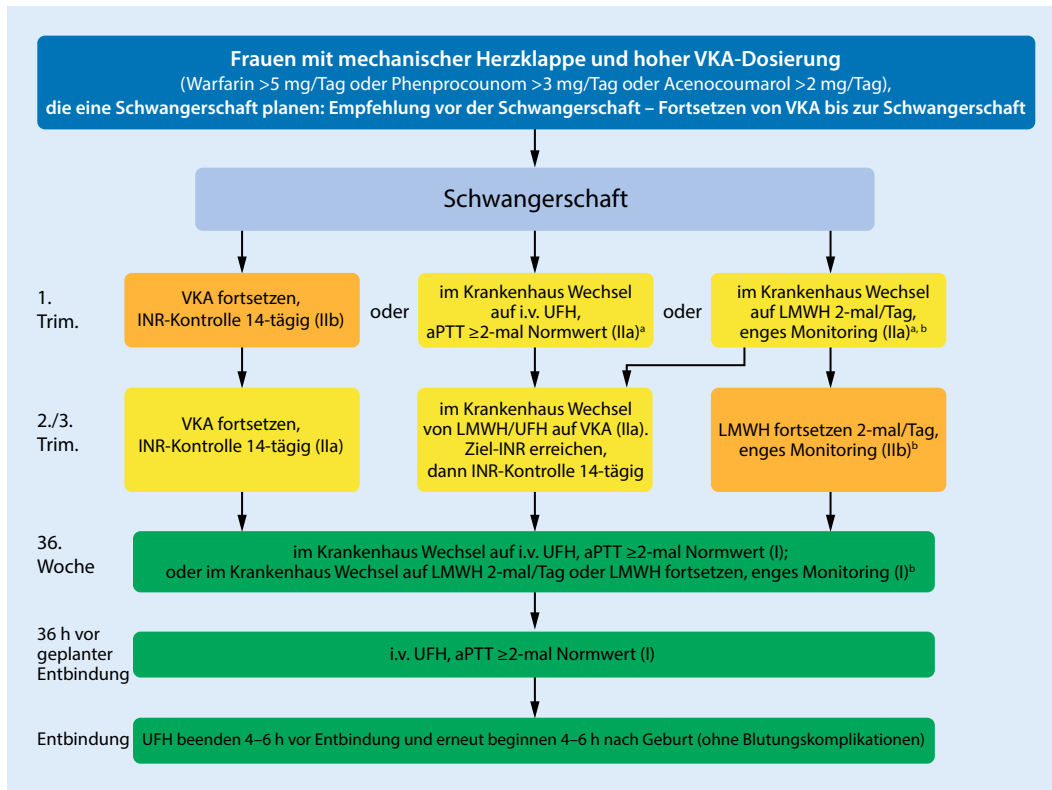 Frauen mit mechanischer Herzklappe und hoher VKA-Dosierung
(Warfarin >5 mg/Tag oder Phenprocounom >3 mg/Tag oder Acenocoumarol >2 mg/Tag),
die eine Schwangerschaft planen: Empfehlung vor der Schwangerschaft – Fortsetzen von VKA bis zur Schwangerschaft
Schwangerschaft
1.
Trim.
VKA fortsetzen,
INR-Kontrolle 14-tägig (IIb)
oder
im Krankenhaus Wechsel
auf i.v. UFH,
aPTT ≥2-mal Normwert (IIa)ᵃ
oder
im Krankenhaus Wechsel
auf LMWH 2-mal/Tag,
enges Monitoring (IIa)ᵃ, ᵇ
2./3.
Trim.
VKA fortsetzen,
INR-Kontrolle 14-tägig (IIa)
im Krankenhaus Wechsel
von LMWH/UFH auf VKA (IIa).
Ziel-INR erreichen,
dann INR-Kontrolle 14-tägig
LMWH fortsetzen 2-mal/Tag,
enges Monitoring (IIb)ᵇ
36.
Woche
im Krankenhaus Wechsel auf i.v. UFH, aPTT ≥2-mal Normwert (I);
oder im Krankenhaus Wechsel auf LMWH 2-mal/Tag oder LMWH fortsetzen, enges Monitoring (I)ᵇ
36 h vor
geplanter
Entbindung
i.v. UFH, aPTT ≥2-mal Normwert (I)
Entbindung
UFH beenden 4–6 h vor Entbindung und erneut beginnen 4–6 h nach Geburt (ohne Blutungskomplikationen)